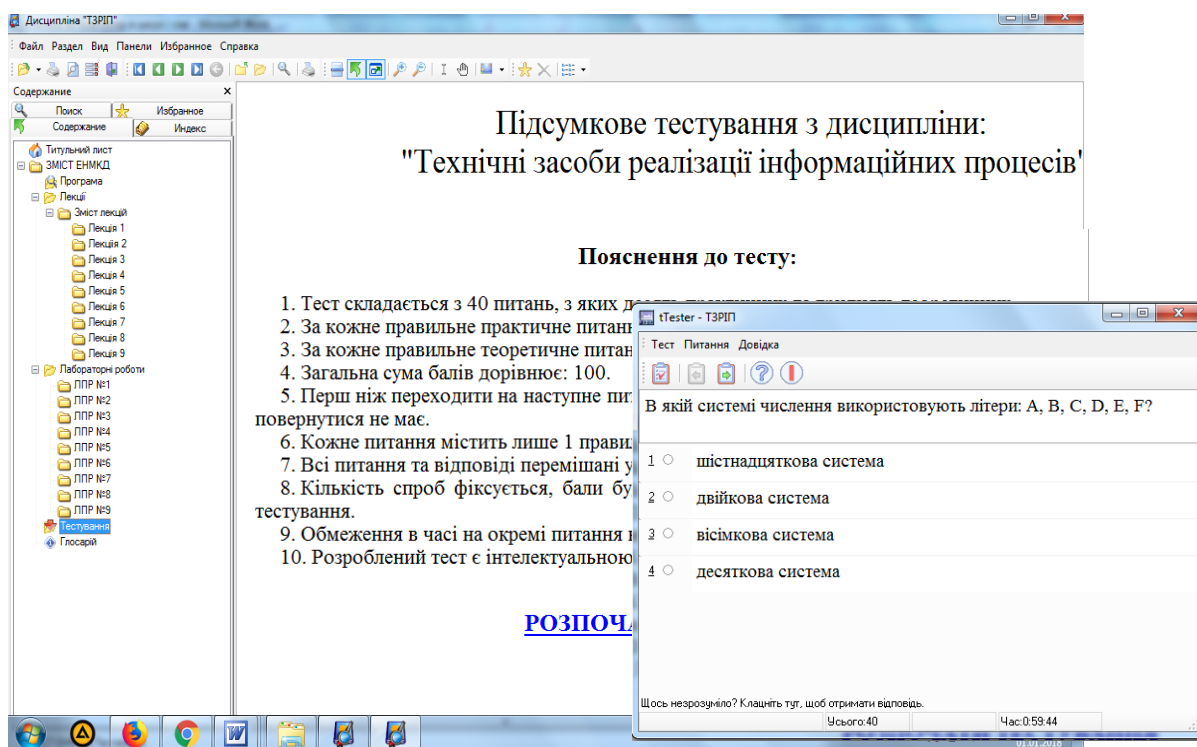 Дисципліна "ТЗРІП"
Файл Раздел Вид Панели Избранное Справка
Содержание
Поиск Избранное
Содержание Индекс
Титульний лист
ЗМІСТ ЕНМКД
Програма
Лекції
Зміст лекцій
Лекція 1
Лекція 2
Лекція 3
Лекція 4
Лекція 5
Лекція 6
Лекція 7
Лекція 8
Лекція 9
Лабораторні роботи
ЛПР №1
ЛПР №2
ЛПР №3
ЛПР №4
ЛПР №5
ЛПР №6
ЛПР №7
ЛПР №8
ЛПР №9
Тестування
Глосарій
Підсумкове тестування з дисципліни:
"Технічні засоби реалізації інформаційних процесів"
Пояснення до тесту:
1. Тест складається з 40 питань, з яких десять практичних та тридцять теоретичних
2. За кожне правильне практичне питан
3. За кожне правильне теоретичне питан
4. Загальна сума балів дорівнює: 100.
5. Перш ніж переходити на наступне пи
повернутися не має.
6. Кожне питання містить лише 1 прави
7. Всі питання та відповіді перемішані у
8. Кількість спроб фіксується, бали бу
тестування.
9. Обмеження в часі на окремі питання
10. Розроблений тест є інтелектуальною
РОЗПОЧА
tTester - ТЗРІП
Тест Питання Довідка
В якій системі числення використовують літери: A, B, C, D, E, F?
1 шістнадцяткова система
2 двійкова система
3 вісімкова система
4 десяткова система
Щось незрозуміло? Клацніть тут, щоб отримати відповідь.
Усього:40 Час:0:59:44
01.01.2018